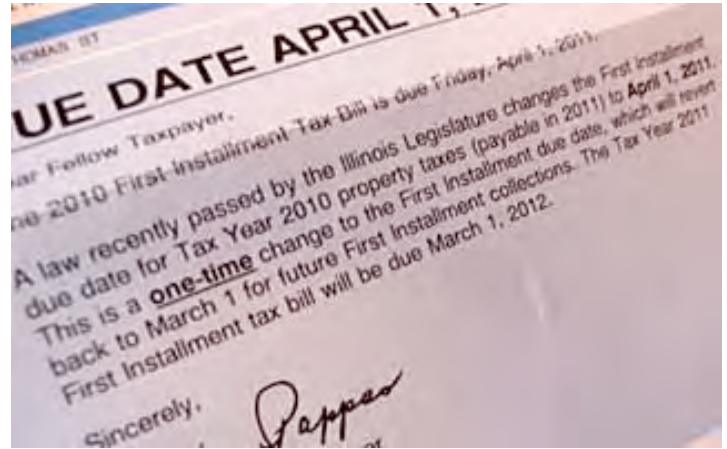 THOMAS ST
UE DATE APRIL 1,
ar Fellow Taxpayer,
he 2010 First Installment Tax Bill is due Friday, April 1, 2011.
A law recently passed by the Illinois Legislature changes the First Installment
due date for Tax Year 2010 property taxes (payable in 2011) to April 1, 2011.
This is a one-time change to the First Installment due date, which will revert
back to March 1 for future First Installment collections. The Tax Year 2011
First Installment tax bill will be due March 1, 2012.
Sincerely,
Pappas